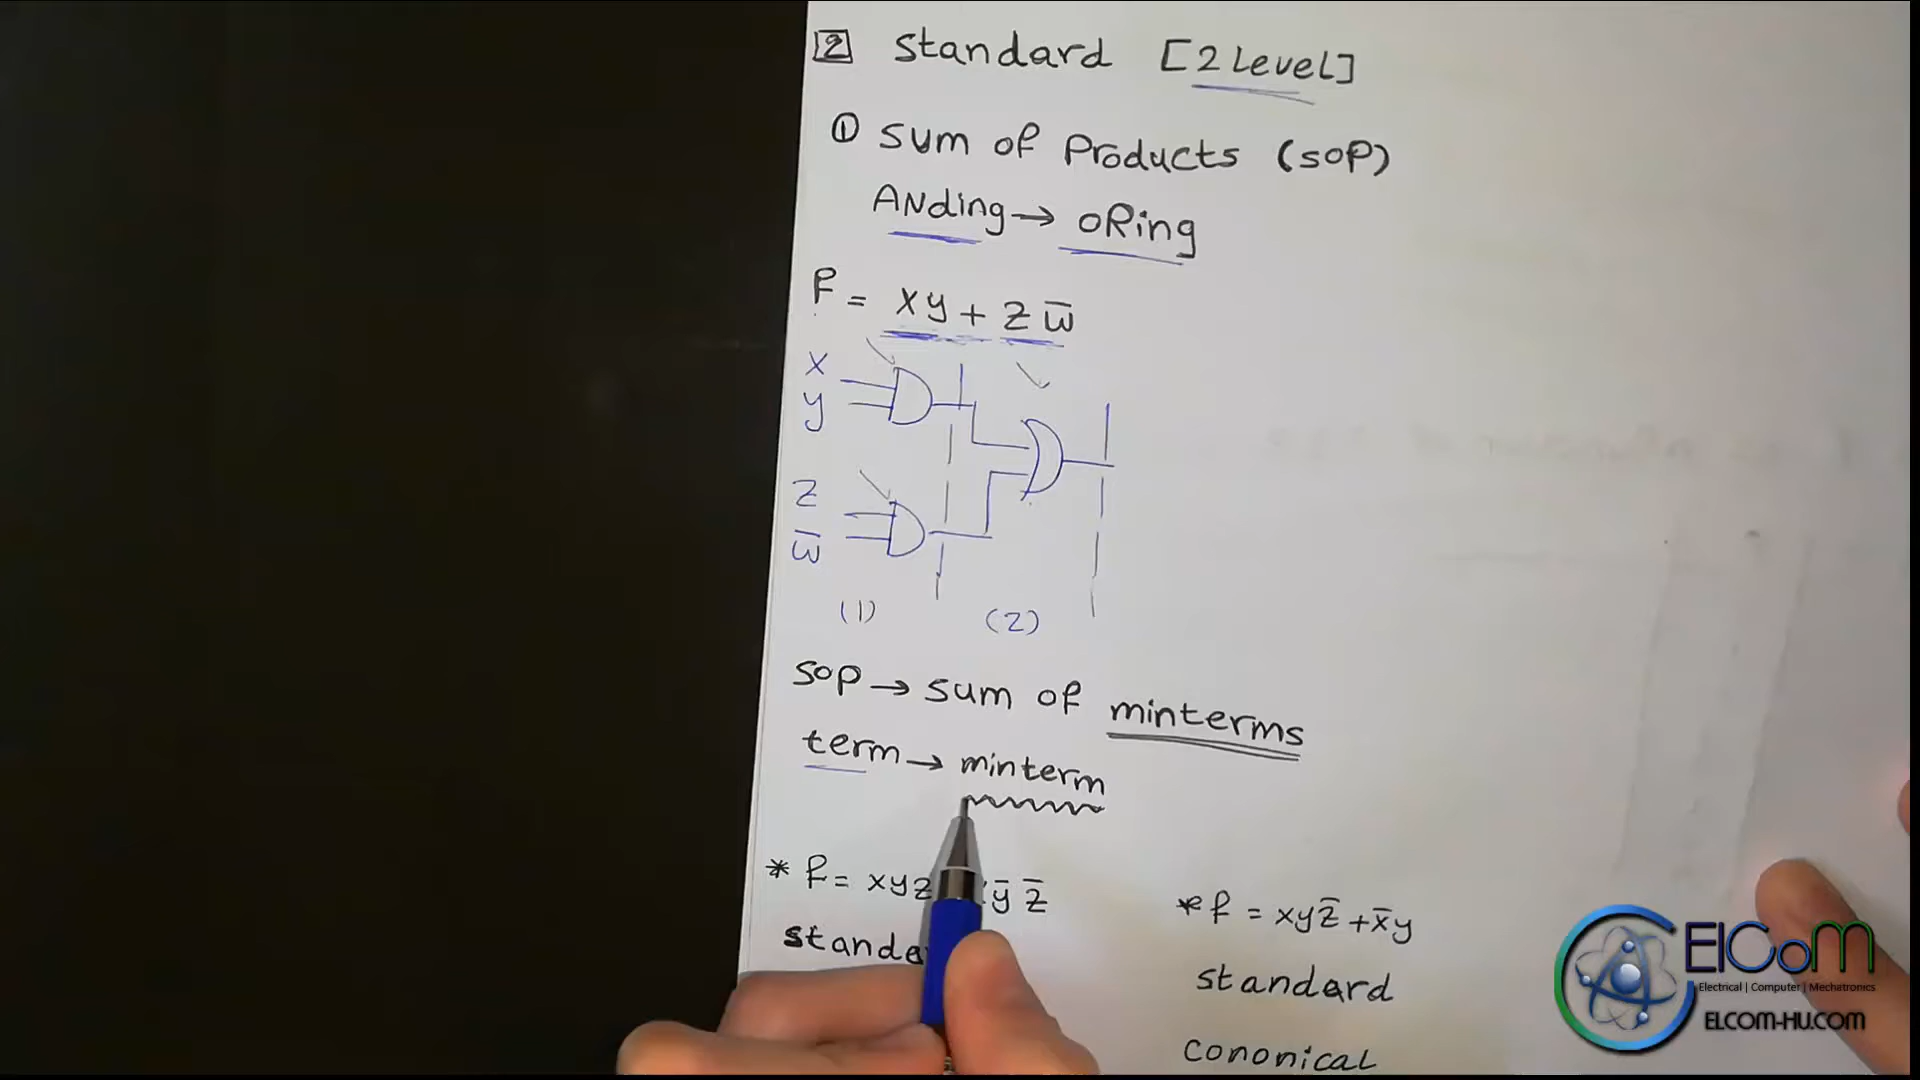 2 Standard [2 Level]
① Sum of Products (SOP)
ANding → ORing
F = xy + z w̅
x
y
z
w̅
(1) (2)
SOP → sum of minterms
term → minterm
* F = xyz y̅ z̅
* F = xyz̅ + x̅y
standard
cononical
ElCoM
Electrical | Computer | Mechatronics
ELCOM-HU.COM